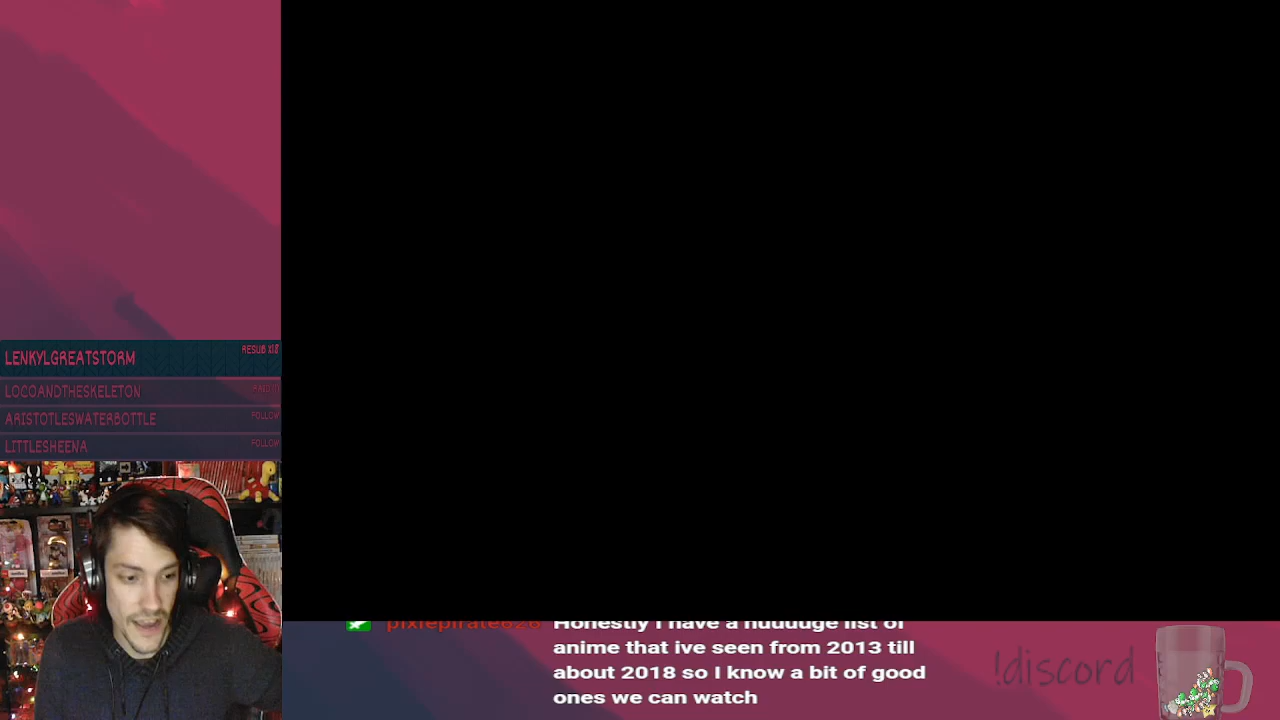 LENKYLGREATSTORM RESUB X18
LOCOANDTHESKELETON
ARISTOTLESWATERBOTTLE FOLLOW
LITTLESHEENA FOLLOW
pixiepirate626 Honestly I have a huuuuge list of
anime that ive seen from 2013 till
about 2018 so I know a bit of good
ones we can watch
!discord